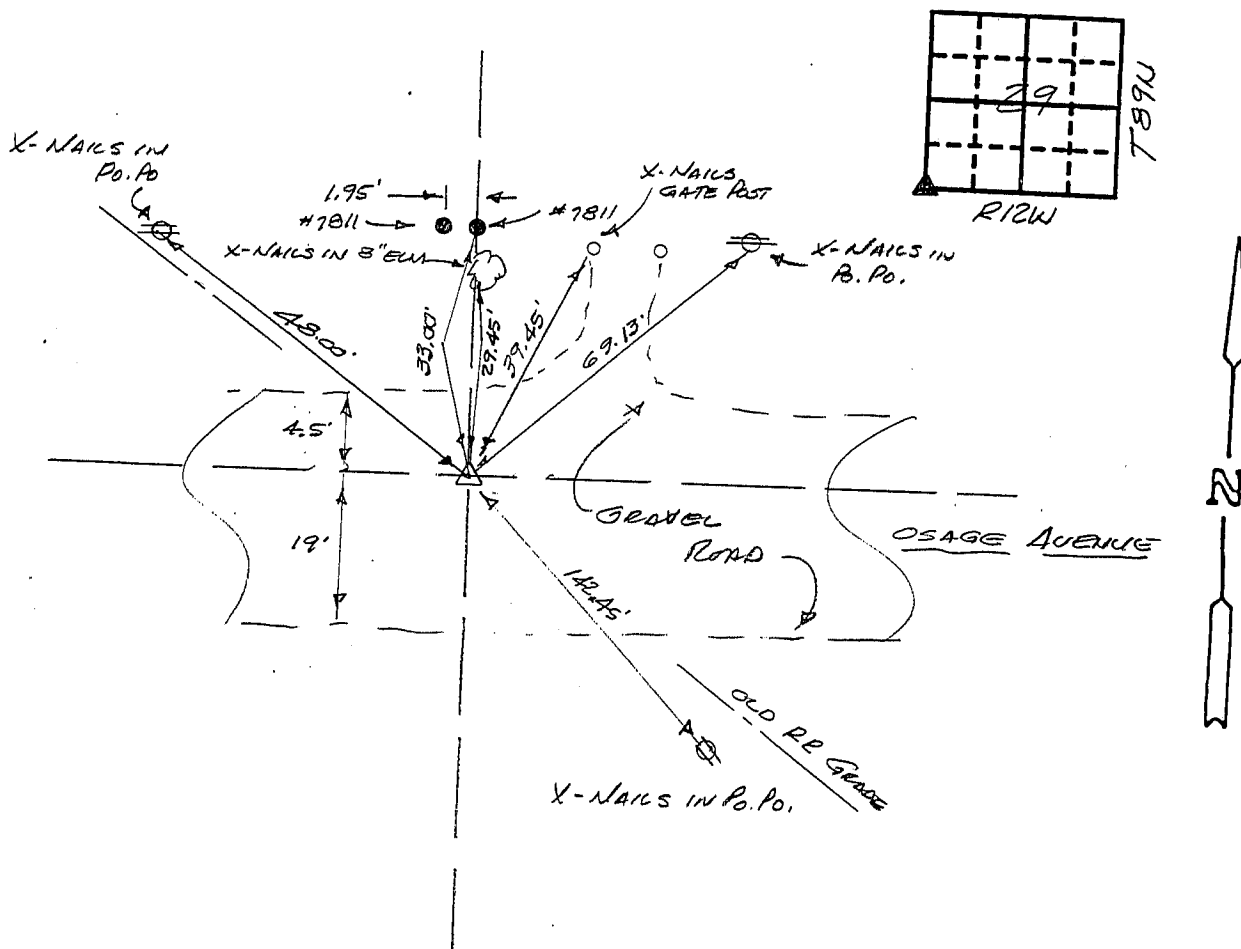 29
T89N
R12W
X-NAILS IN
PO.PO
1.95'
#7811
#7811
X-NAILS
GATE POST
X-NAILS IN 8" ELM
X-NAILS IN
PO.PO.
48.00'
33.00'
29.45'
39.45'
69.13'
4.5'
19'
GRAVEL
ROAD
OSAGE AVENUE
N
142.45'
OLD RR GRADE
X-NAILS IN PO.PO.